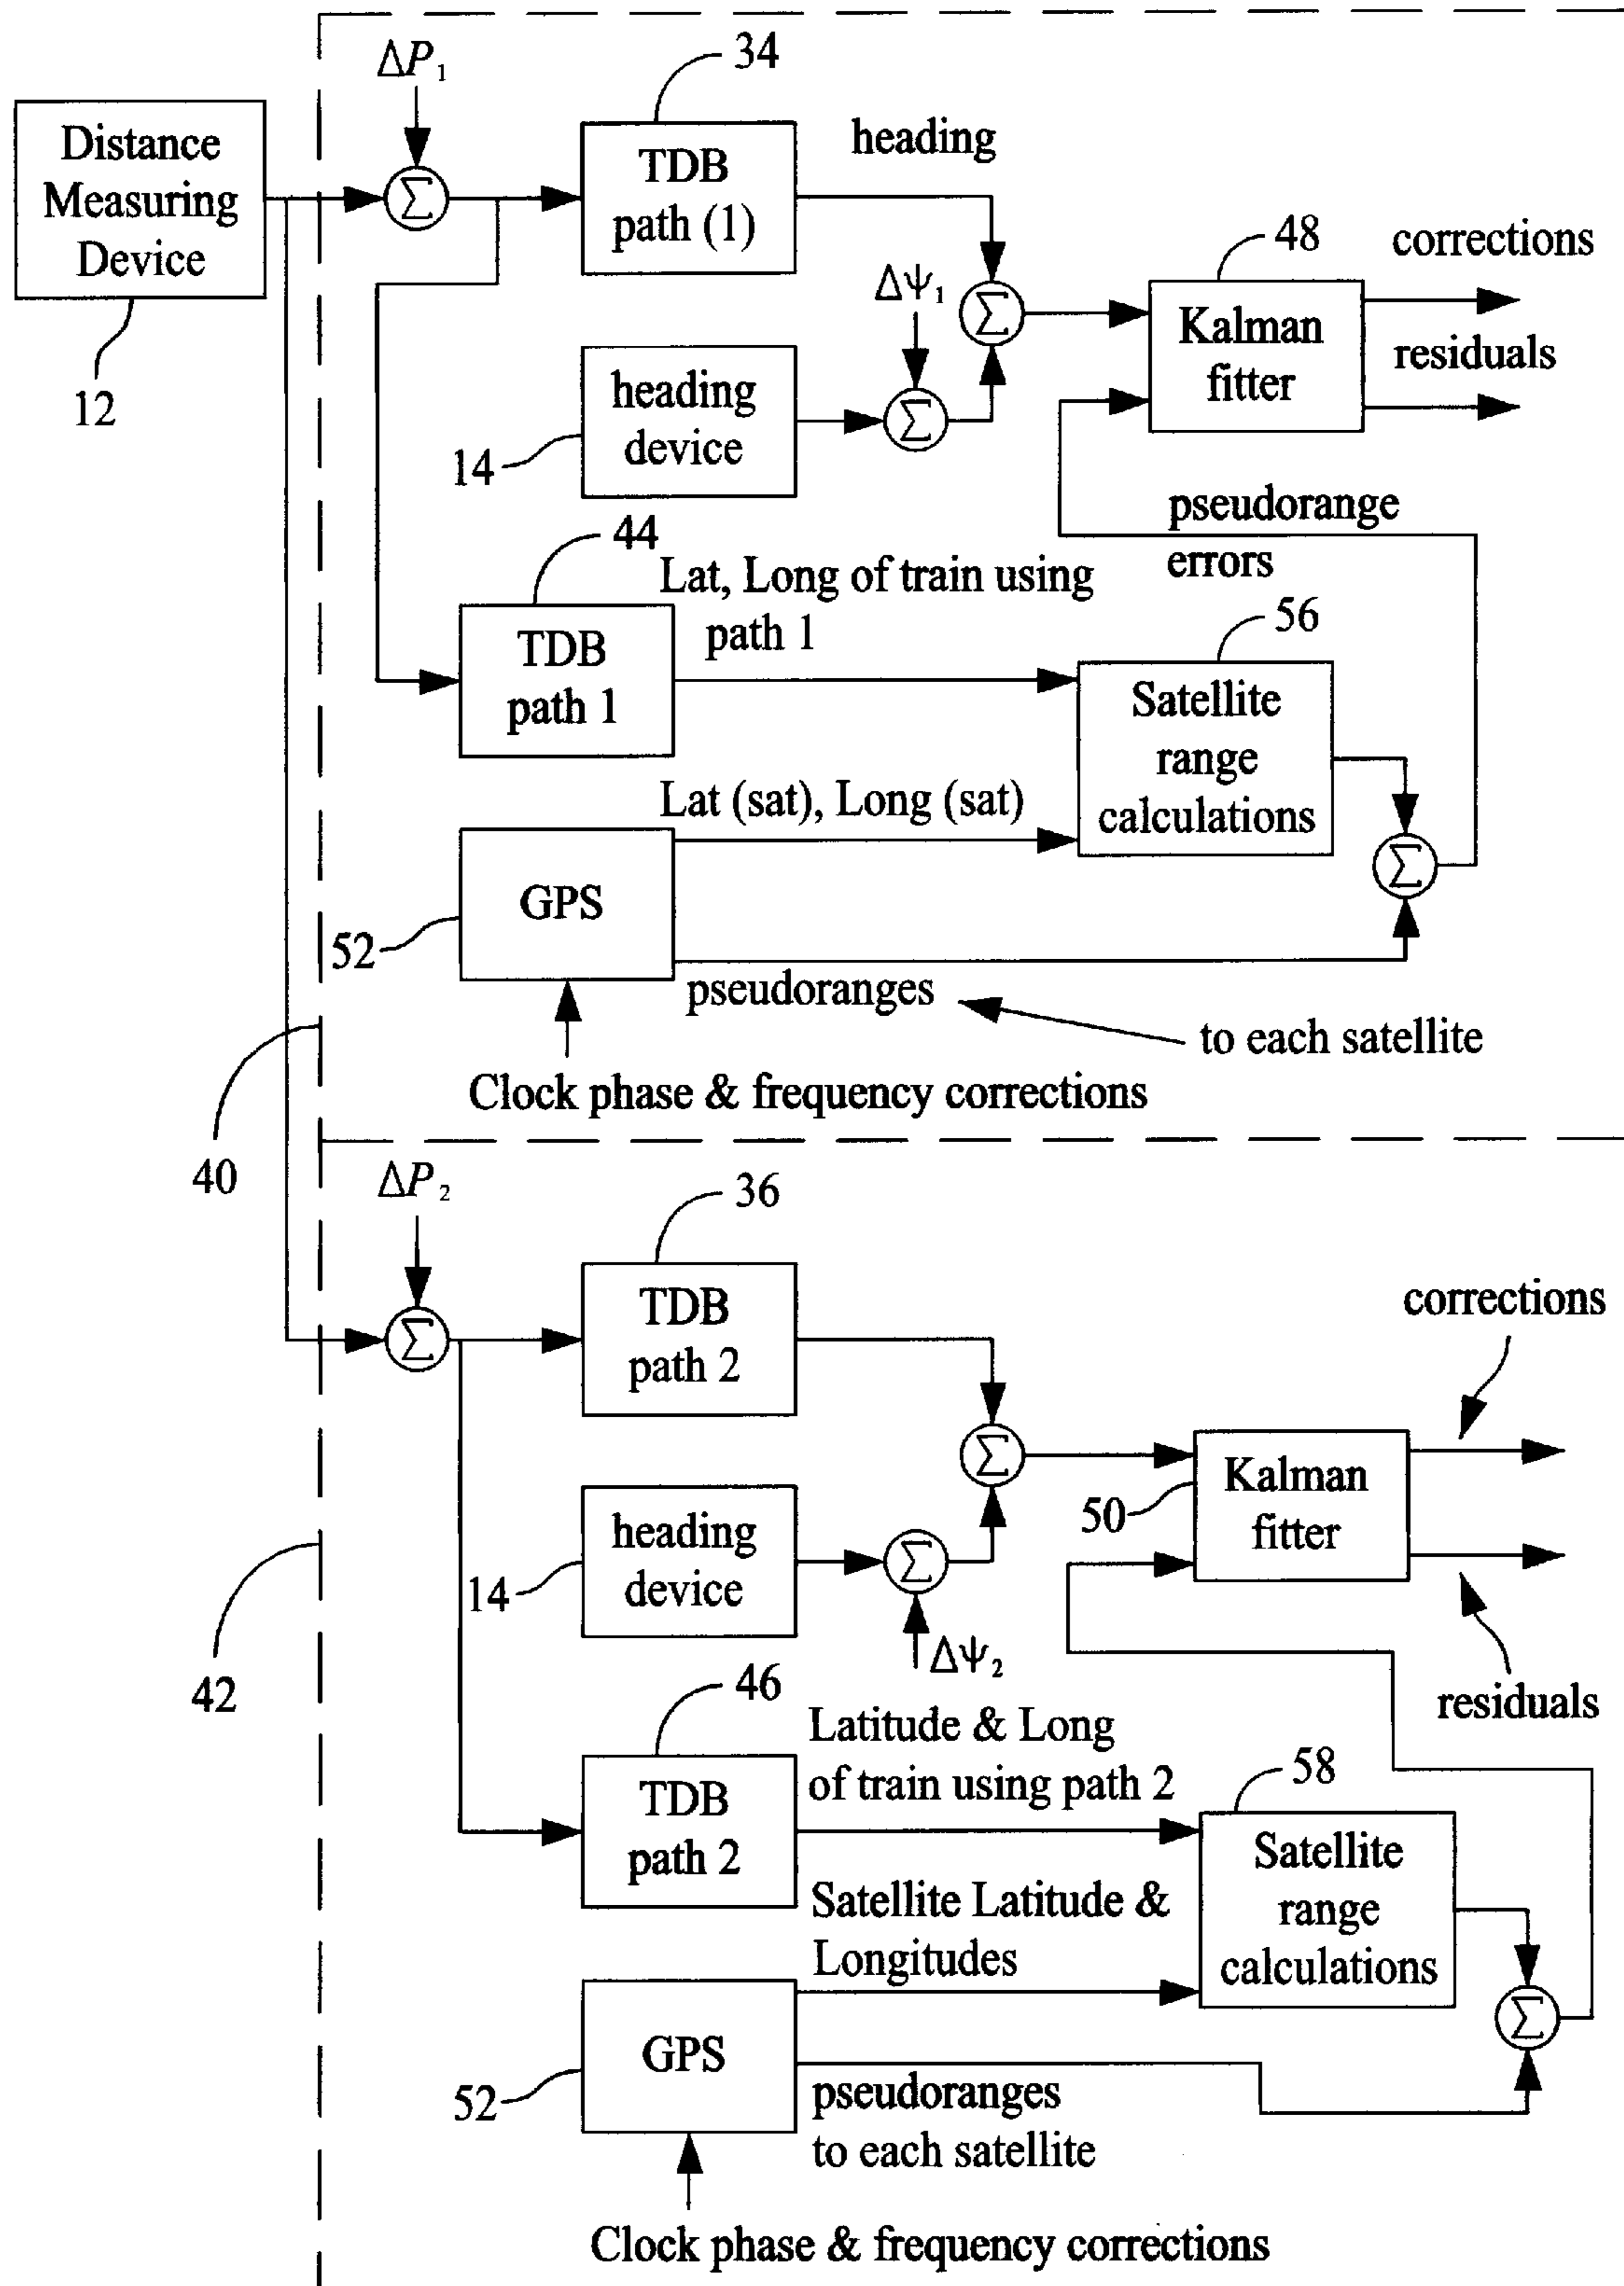 ΔP₁
34
Distance
Measuring
Device
Σ
TDB
path (1)
heading
12
48
corrections
Δψ₁
Σ
Kalman
fitter
residuals
heading
device
Σ
14
pseudorange
errors
44
Lat, Long of train using
path 1
56
TDB
path 1
Satellite
range
calculations
Lat (sat), Long (sat)
GPS
Σ
52
pseudoranges
to each satellite
Clock phase & frequency corrections
40
ΔP₂
36
Σ
TDB
path 2
corrections
Σ
Kalman
fitter
50
heading
device
Σ
14
Δψ₂
42
46
residuals
Latitude & Long
of train using path 2
58
TDB
path 2
Satellite
range
calculations
Satellite Latitude &
Longitudes
GPS
Σ
52
pseudoranges
to each satellite
Clock phase & frequency corrections